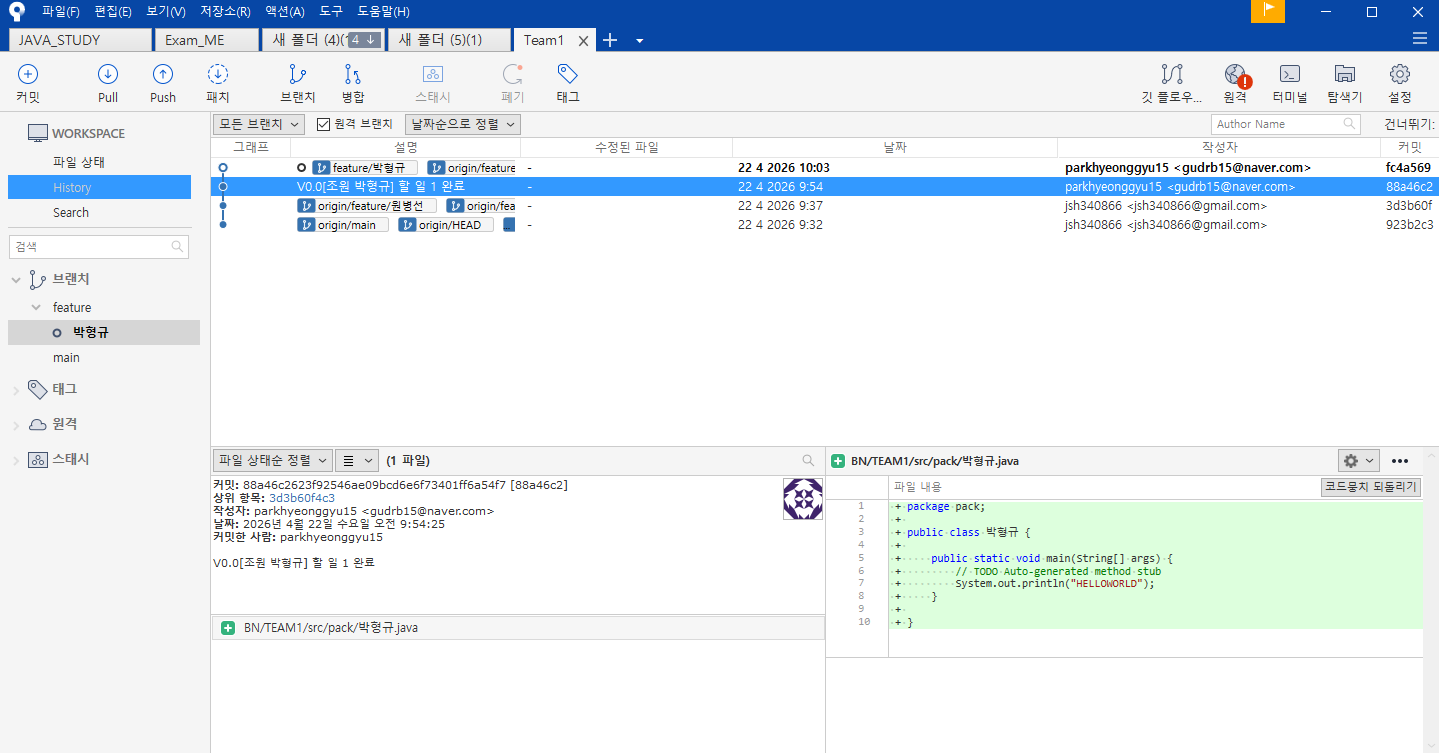 파일(F) 편집(E) 보기(V) 저장소(R) 액션(A) 도구 도움말(H)
JAVA_STUDY Exam_ME 새 폴더 (4)(1 4 ↓ 새 폴더 (5)(1) Team1
커밋 Pull Push 패치 브랜치 병합 스태시 폐기 태그 깃 플로우... 원격 터미널 탐색기 설정
WORKSPACE
파일 상태
History
Search
검색
브랜치
feature
박형규
main
태그
원격
스태시
모든 브랜치 원격 브랜치 날짜순으로 정렬 Author Name 건너뛰기:
그래프 설명 수정된 파일 날짜 작성자 커밋
feature/박형규 origin/feature - 22 4 2026 10:03 parkhyeonggyu15 <gudrb15@naver.com> fc4a569
V0.0[조원 박형규] 할 일 1 완료 - 22 4 2026 9:54 parkhyeonggyu15 <gudrb15@naver.com> 88a46c2
origin/feature/원병선 origin/fea - 22 4 2026 9:37 jsh340866 <jsh340866@gmail.com> 3d3b60f
origin/main origin/HEAD ... - 22 4 2026 9:32 jsh340866 <jsh340866@gmail.com> 923b2c3
파일 상태순 정렬 (1 파일)
커밋: 88a46c2623f92546ae09bcd6e6f73401ff6a54f7 [88a46c2]
상위 항목: 3d3b60f4c3
작성자: parkhyeonggyu15 <gudrb15@naver.com>
날짜: 2026년 4월 22일 수요일 오전 9:54:25
커밋한 사람: parkhyeonggyu15
V0.0[조원 박형규] 할 일 1 완료
BN/TEAM1/src/pack/박형규.java
BN/TEAM1/src/pack/박형규.java
파일 내용 코드뭉치 되돌리기
1 + package pack;
2 +
3 + public class 박형규 {
4 +
5 + public static void main(String[] args) {
6 + // TODO Auto-generated method stub
7 + System.out.println("HELLOWORLD");
8 + }
9 +
10 + }